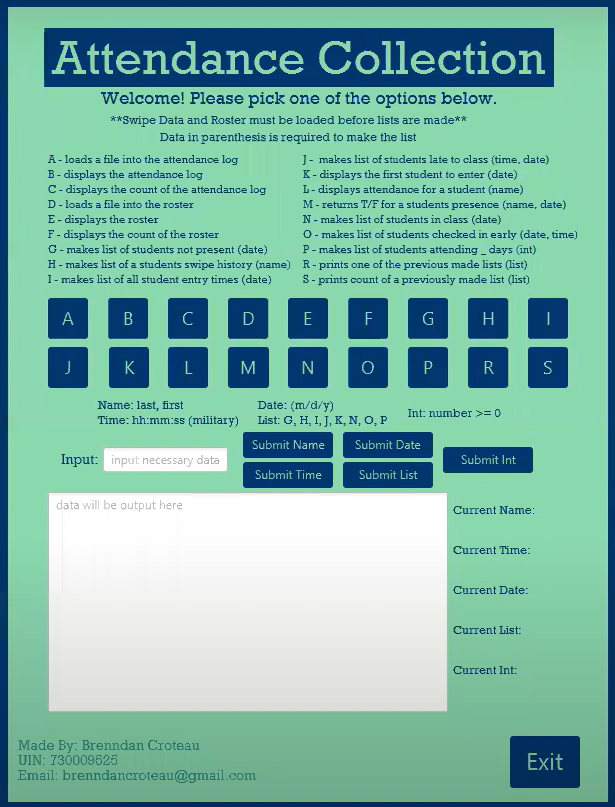 Attendance Collection
Welcome! Please pick one of the options below.
**Swipe Data and Roster must be loaded before lists are made**
Data in parenthesis is required to make the list
A - loads a file into the attendance log
B - displays the attendance log
C - displays the count of the attendance log
D - loads a file into the roster
E - displays the roster
F - displays the count of the roster
G - makes list of students not present (date)
H - makes list of a students swipe history (name)
I - makes list of all student entry times (date)
J - makes list of students late to class (time, date)
K - displays the first student to enter (date)
L - displays attendance for a student (name)
M - returns T/F for a students presence (name, date)
N - makes list of students in class (date)
O - makes list of students checked in early (date, time)
P - makes list of students attending _ days (int)
R - prints one of the previous made lists (list)
S - prints count of a previously made list (list)
A B C D E F G H I
J K L M N O P R S
Name: last, first
Time: hh:mm:ss (military)
Date: (m/d/y)
List: G, H, I, J, K, N, O, P
Int: number >= 0
Input: input necessary data
Submit Name Submit Date
Submit Time Submit List
Submit Int
data will be output here
Current Name:
Current Time:
Current Date:
Current List:
Current Int:
Made By: Brenndan Croteau
UIN: 730009525
Email: brenndancroteau@gmail.com
Exit